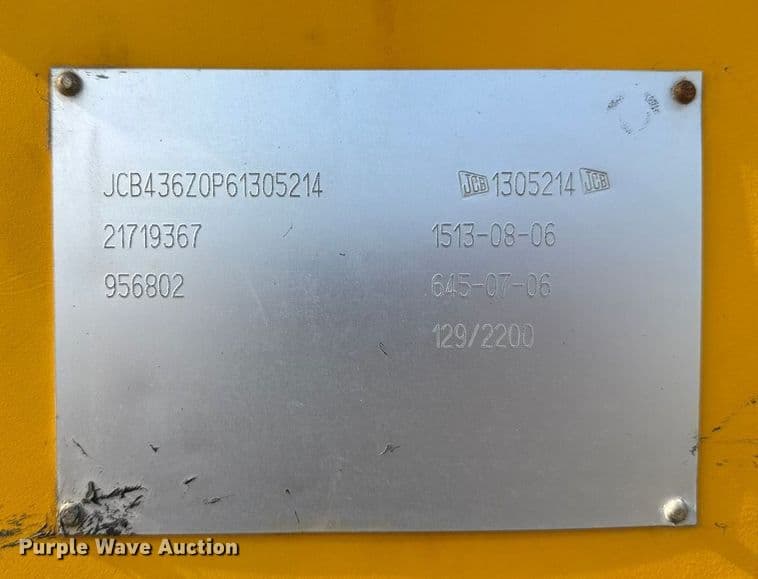 JCB436Z0P61305214
JCB 1305214 JCB
21719367
1513-08-06
956802
645-07-06
129/2200
Purple Wave Auction